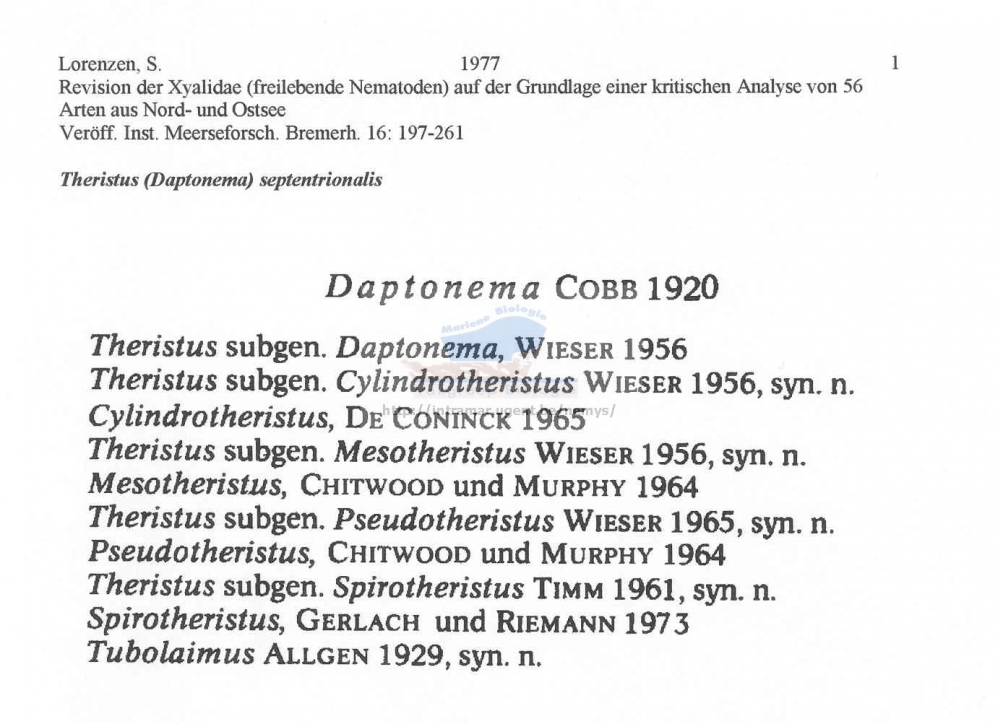 Lorenzen, S. 1977 1
Revision der Xyalidae (freilebende Nematoden) auf der Grundlage einer kritischen Analyse von 56
Arten aus Nord- und Ostsee
Veröff. Inst. Meerseforsch. Bremerh. 16: 197-261
Theristus (Daptonema) septentrionalis
Daptonema COBB 1920
Mariene Biologie
Theristus subgen. Daptonema, WIESER 1956
Theristus subgen. Cylindrotheristus WIESER 1956, syn. n.
http://intramar.ugent.be/nemys/
Cylindrotheristus, DE CONINCK 1965
Theristus subgen. Mesotheristus WIESER 1956, syn. n.
Mesotheristus, CHITWOOD und MURPHY 1964
Theristus subgen. Pseudotheristus WIESER 1965, syn. n.
Pseudotheristus, CHITWOOD und MURPHY 1964
Theristus subgen. Spirotheristus TIMM 1961, syn. n.
Spirotheristus, GERLACH und RIEMANN 1973
Tubolaimus ALLGEN 1929, syn. n.